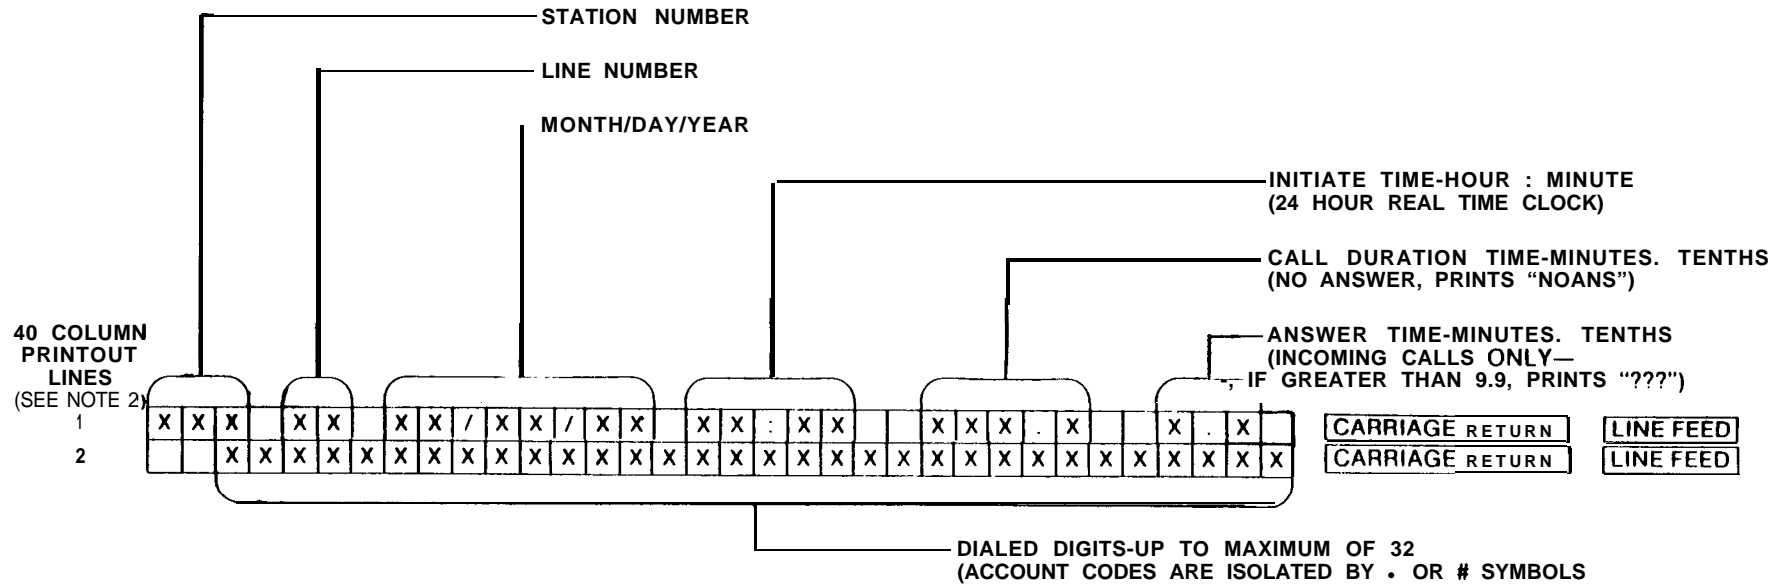 STATION NUMBER
LINE NUMBER
MONTH/DAY/YEAR
INITIATE TIME-HOUR : MINUTE
(24 HOUR REAL TIME CLOCK)
CALL DURATION TIME-MINUTES. TENTHS
(NO ANSWER, PRINTS “NOANS”)
ANSWER TIME-MINUTES. TENTHS
(INCOMING CALLS ONLY—
IF GREATER THAN 9.9, PRINTS “???”)
40 COLUMN
PRINTOUT
LINES
(SEE NOTE 2)
1 X X X X X X X / X X / X X X X : X X X X X . X X . X CARRIAGE RETURN LINE FEED
2 X X X X X X X X X X X X X X X X X X X X X X X X X X X X X X X X CARRIAGE RETURN LINE FEED
DIALED DIGITS-UP TO MAXIMUM OF 32
(ACCOUNT CODES ARE ISOLATED BY • OR # SYMBOLS